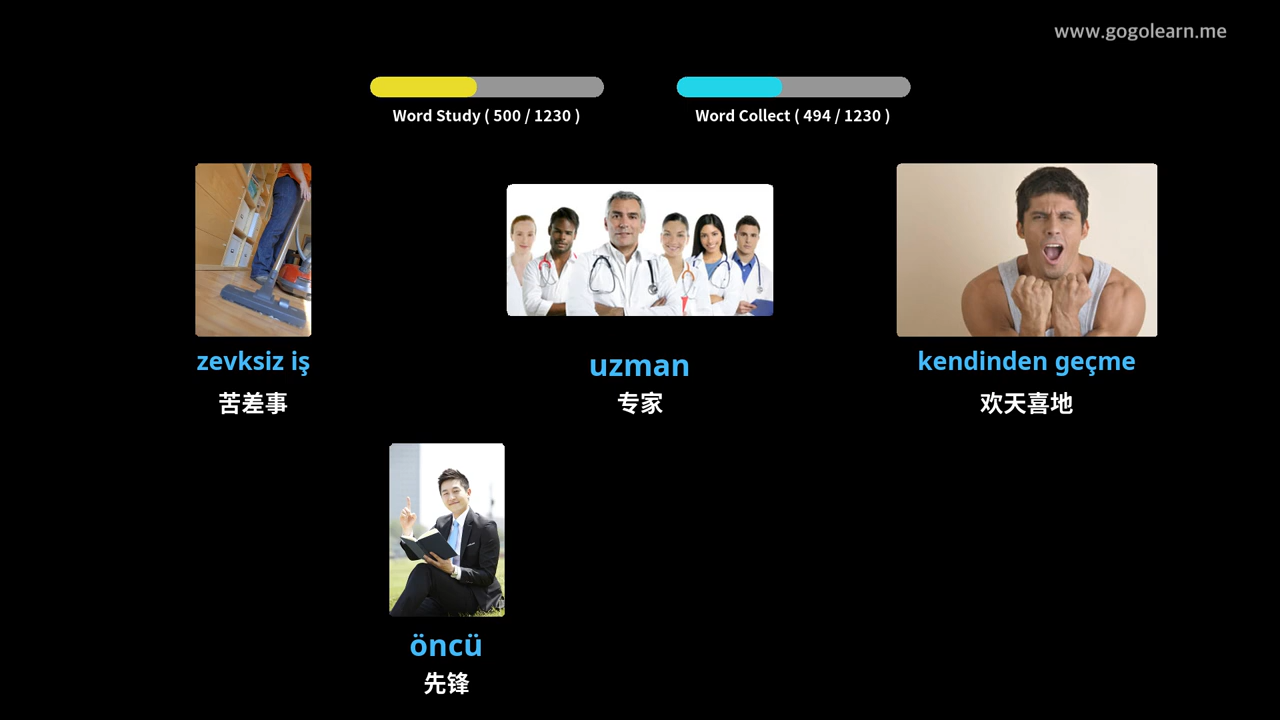 www.gogolearn.me
Word Study ( 500 / 1230 )
Word Collect ( 494 / 1230 )
zevksiz iş
苦差事
uzman
专家
kendinden geçme
欢天喜地
öncü
先锋